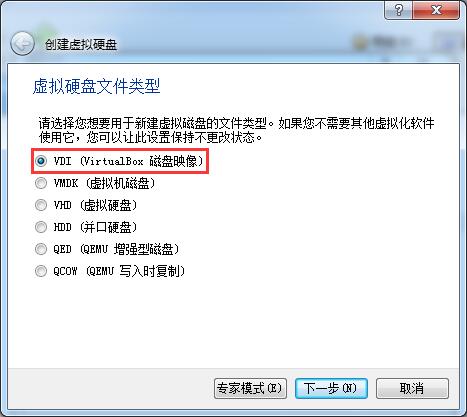 创建虚拟硬盘
虚拟硬盘文件类型
请选择您想要用于新建虚拟磁盘的文件类型。如果您不需要其他虚拟化软件
使用它，您可以让此设置保持不更改状态。
VDI (VirtualBox 磁盘映像)
VMDK (虚拟机磁盘)
VHD (虚拟硬盘)
HDD (并口硬盘)
QED (QEMU 增强型磁盘)
QCOW (QEMU 写入时复制)
专家模式(E) 下一步(N) 取消